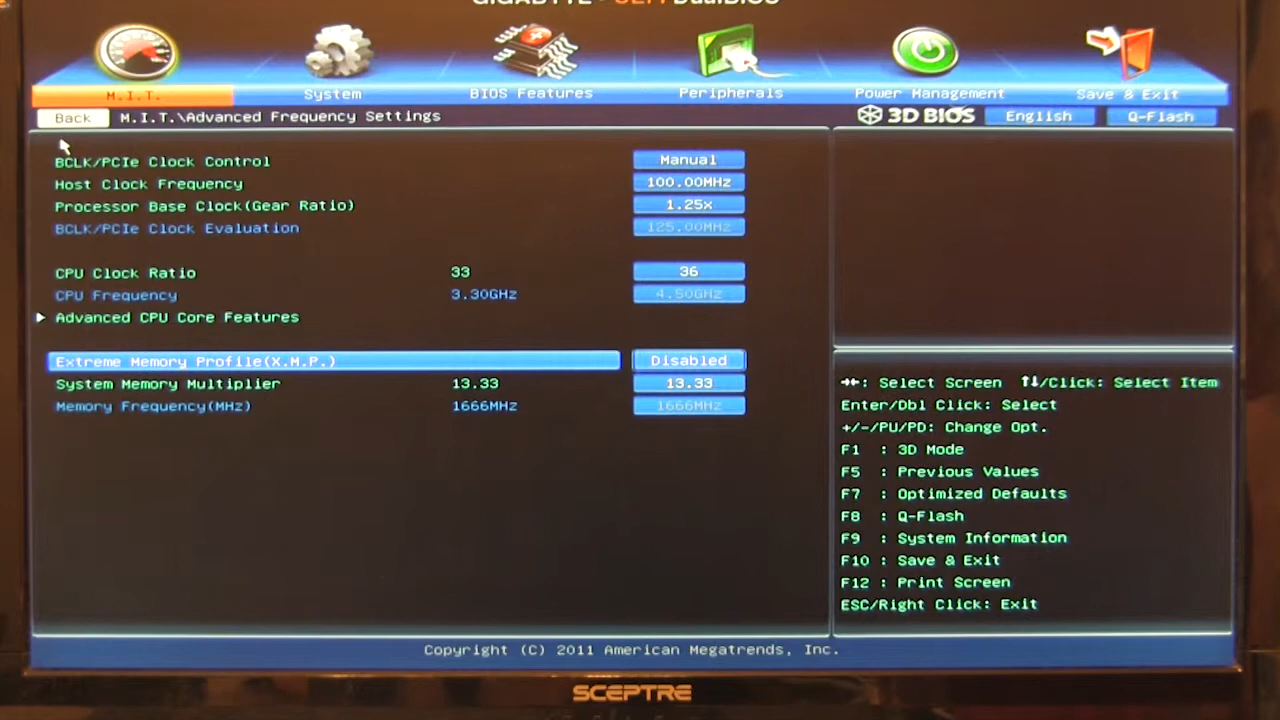 GIGABYTE - UEFI DualBIOS
M.I.T. System BIOS Features Peripherals Power Management Save & Exit
Back M.I.T.\Advanced Frequency Settings 3D BIOS English Q-Flash
BCLK/PCIe Clock Control Manual
Host Clock Frequency 100.00MHz
Processor Base Clock(Gear Ratio) 1.25x
BCLK/PCIe Clock Evaluation 125.00MHz
CPU Clock Ratio 33 36
CPU Frequency 3.30GHz 4.50GHz
Advanced CPU Core Features
Extreme Memory Profile(X.M.P.) Disabled
System Memory Multiplier 13.33 13.33
Memory Frequency(MHz) 1666MHz 1666MHz
→←: Select Screen ↑↓/Click: Select Item
Enter/Dbl Click: Select
+/-/PU/PD: Change Opt.
F1 : 3D Mode
F5 : Previous Values
F7 : Optimized Defaults
F8 : Q-Flash
F9 : System Information
F10 : Save & Exit
F12 : Print Screen
ESC/Right Click: Exit
Copyright (C) 2011 American Megatrends, Inc.
SCEPTRE